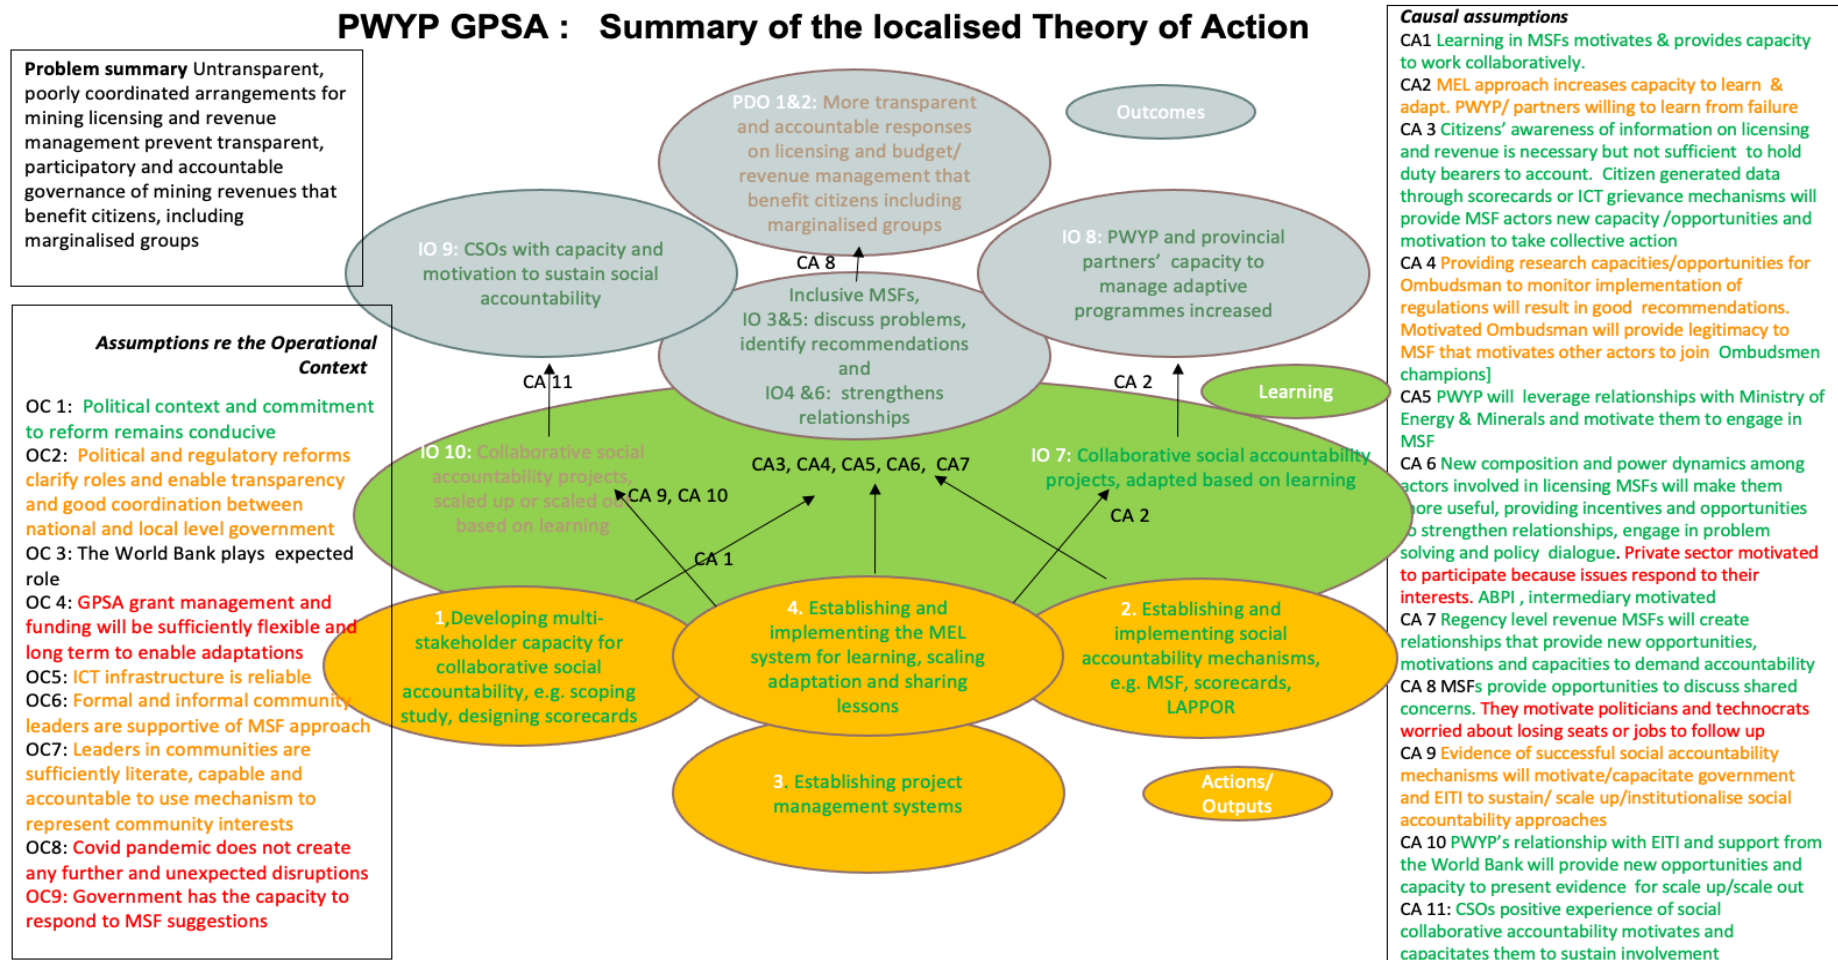 PWYP GPSA :   Summary of the localised Theory of Action
Problem summary Untransparent,
poorly coordinated arrangements for
mining licensing and revenue
management prevent transparent,
participatory and accountable
governance of mining revenues that
benefit citizens, including
marginalised groups
Assumptions re the Operational
Context
OC 1:  Political context and commitment
to reform remains conducive
OC2:  Political and regulatory reforms
clarify roles and enable transparency
and good coordination between
national and local level government
OC 3: The World Bank plays  expected
role
OC 4: GPSA grant management and
funding will be sufficiently flexible and
long term to enable adaptations
OC5: ICT infrastructure is reliable
OC6: Formal and informal community
leaders are supportive of MSF approach
OC7: Leaders in communities are
sufficiently literate, capable and
accountable to use mechanism to
represent community interests
OC8: Covid pandemic does not create
any further and unexpected disruptions
OC9: Government has the capacity to
respond to MSF suggestions
PDO 1&2: More transparent
and accountable responses
on licensing and budget/
revenue management that
benefit citizens including
marginalised groups
Outcomes
IO 9: CSOs with capacity and
motivation to sustain social
accountability
CA 8
IO 8: PWYP and provincial
partners'  capacity to
manage adaptive
programmes increased
Inclusive MSFs,
IO 3&5: discuss problems,
identify recommendations
and
IO4 &6:  strengthens
relationships
CA 11
CA 2
Learning
IO 10: Collaborative social
accountability projects,
scaled up or scaled out
based on learning
CA3, CA4, CA5, CA6,  CA7
IO 7: Collaborative social accountability
projects, adapted based on learning
CA 9, CA 10
CA 2
CA 1
1,Developing multi-
stakeholder capacity for
collaborative social
accountability, e.g. scoping
study, designing scorecards
4. Establishing and
implementing the MEL
system for learning, scaling
adaptation and sharing
lessons
2. Establishing and
implementing social
accountability mechanisms,
e.g. MSF, scorecards,
LAPPOR
3. Establishing project
management systems
Actions/
Outputs
Causal assumptions
CA1 Learning in MSFs motivates & provides capacity
to work collaboratively.
CA2 MEL approach increases capacity to learn  &
adapt. PWYP/ partners willing to learn from failure
CA 3 Citizens' awareness of information on licensing
and revenue is necessary but not sufficient  to hold
duty bearers to account.  Citizen generated data
through scorecards or ICT grievance mechanisms will
provide MSF actors new capacity /opportunities and
motivation to take collective action
CA 4 Providing research capacities/opportunities for
Ombudsman to monitor implementation of
regulations will result in good  recommendations.
Motivated Ombudsman will provide legitimacy to
MSF that motivates other actors to join  Ombudsmen
champions]
CA5 PWYP will  leverage relationships with Ministry of
Energy & Minerals and motivate them to engage in
MSF
CA 6 New composition and power dynamics among
actors involved in licensing MSFs will make them
more useful, providing incentives and opportunities
to strengthen relationships, engage in problem
solving and policy  dialogue. Private sector motivated
to participate because issues respond to their
interests. ABPI , intermediary motivated
CA 7 Regency level revenue MSFs will create
relationships that provide new opportunities,
motivations and capacities to demand accountability
CA 8 MSFs provide opportunities to discuss shared
concerns. They motivate politicians and technocrats
worried about losing seats or jobs to follow up
CA 9 Evidence of successful social accountability
mechanisms will motivate/capacitate government
and EITI to sustain/ scale up/institutionalise social
accountability approaches
CA 10 PWYP's relationship with EITI and support from
the World Bank will provide new opportunities and
capacity to present evidence  for scale up/scale out
CA 11: CSOs positive experience of social
collaborative accountability motivates and
capacitates them to sustain involvement